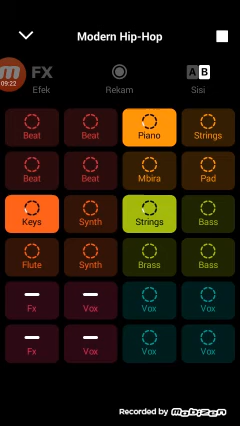 Modern Hip-Hop
m FX A B
09:22 Efek Rekam Sisi
Beat Beat Piano Strings
Beat Beat Mbira Pad
Keys Synth Strings Bass
Flute Synth Brass Bass
Fx Vox Vox Vox
Fx Vox Vox Vox
Recorded by mobizen